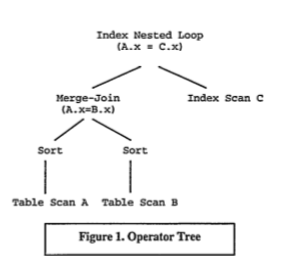 Index Nested Loop
(A.x = C.x)
Merge-Join
(A.x=B.x)
Index Scan C
Sort
Sort
Table Scan A
Table Scan B
Figure 1. Operator Tree